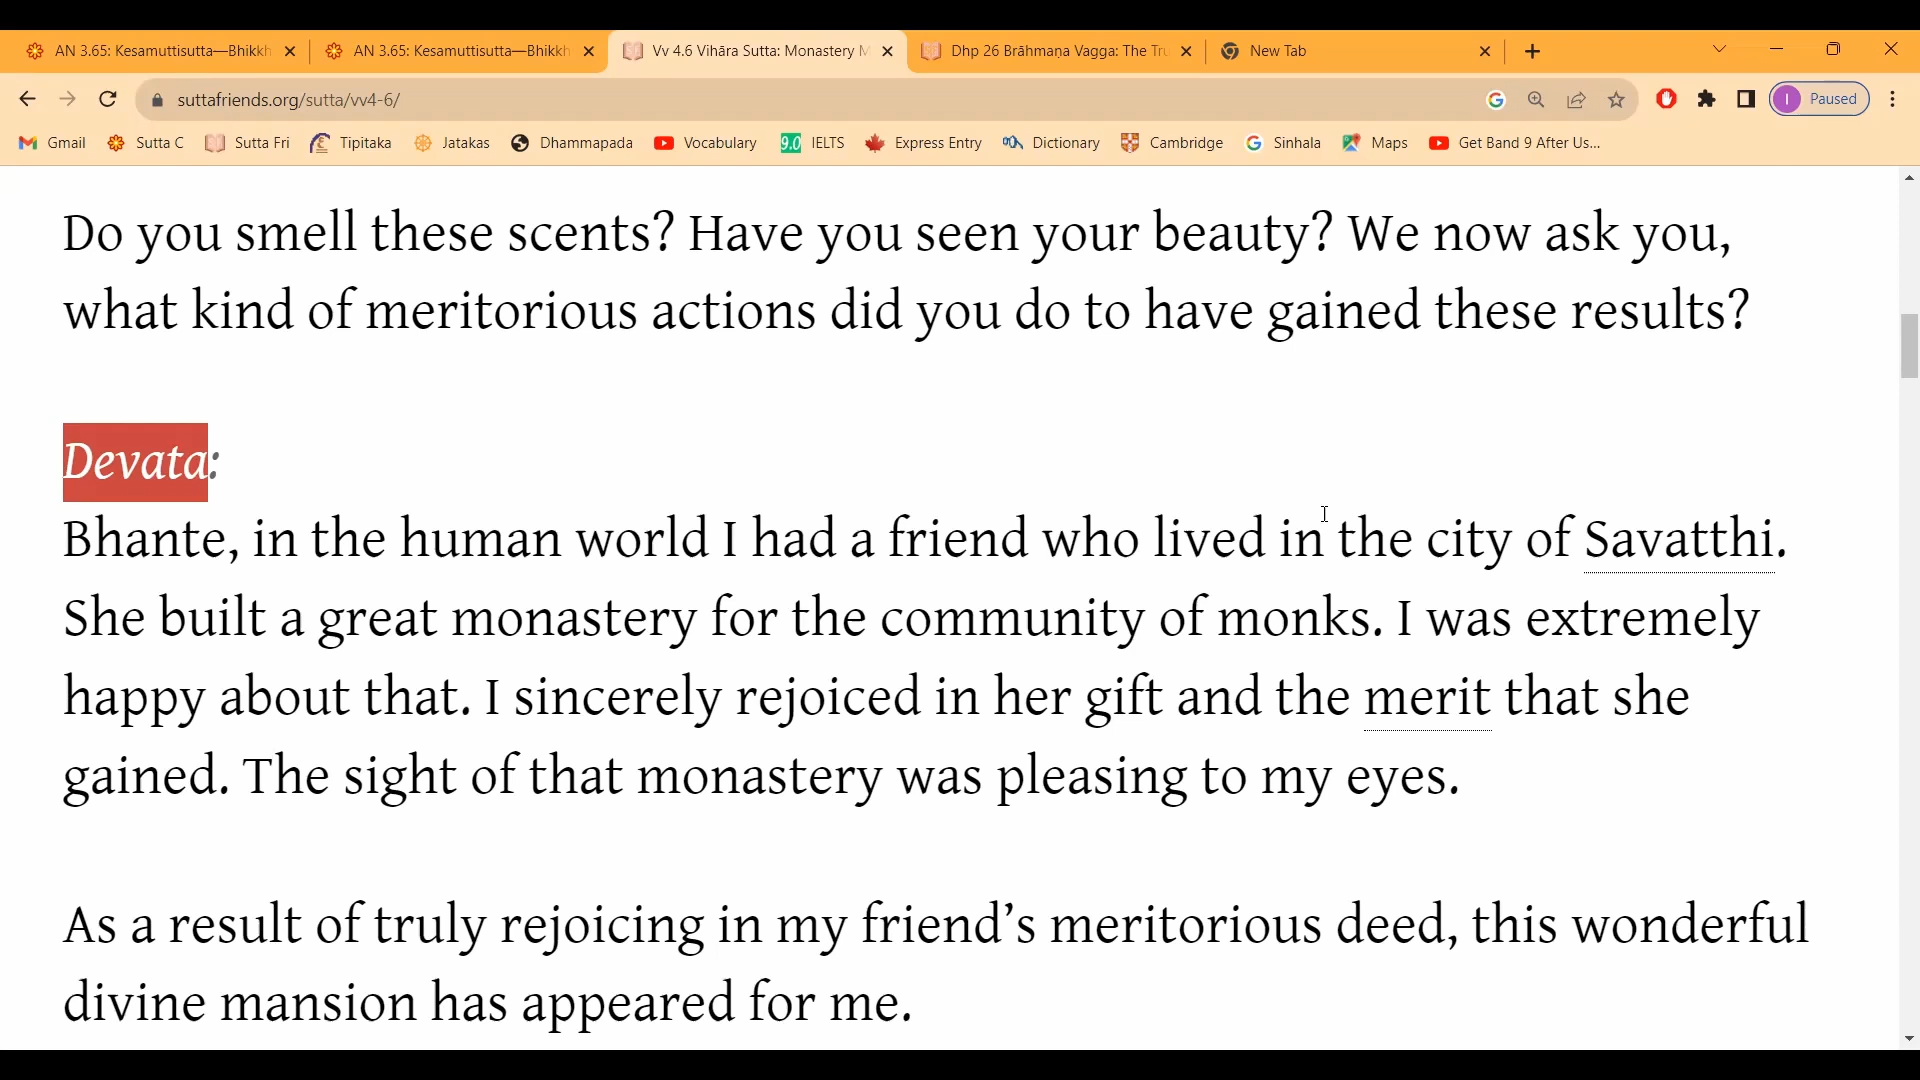 AN 3.65: Kesamuttisutta—Bhikkh
AN 3.65: Kesamuttisutta—Bhikkh
Vv 4.6 Vihāra Sutta: Monastery M
Dhp 26 Brāhmaṇa Vagga: The Tru
New Tab
suttafriends.org/sutta/vv4-6/
Paused
Gmail
Sutta C
Sutta Fri
Tipitaka
Jatakas
Dhammapada
Vocabulary
9.0 IELTS
Express Entry
Dictionary
Cambridge
Sinhala
Maps
Get Band 9 After Us...
Do you smell these scents? Have you seen your beauty? We now ask you,
what kind of meritorious actions did you do to have gained these results?
Devata:
Bhante, in the human world I had a friend who lived in the city of Savatthi.
She built a great monastery for the community of monks. I was extremely
happy about that. I sincerely rejoiced in her gift and the merit that she
gained. The sight of that monastery was pleasing to my eyes.
As a result of truly rejoicing in my friend’s meritorious deed, this wonderful
divine mansion has appeared for me.